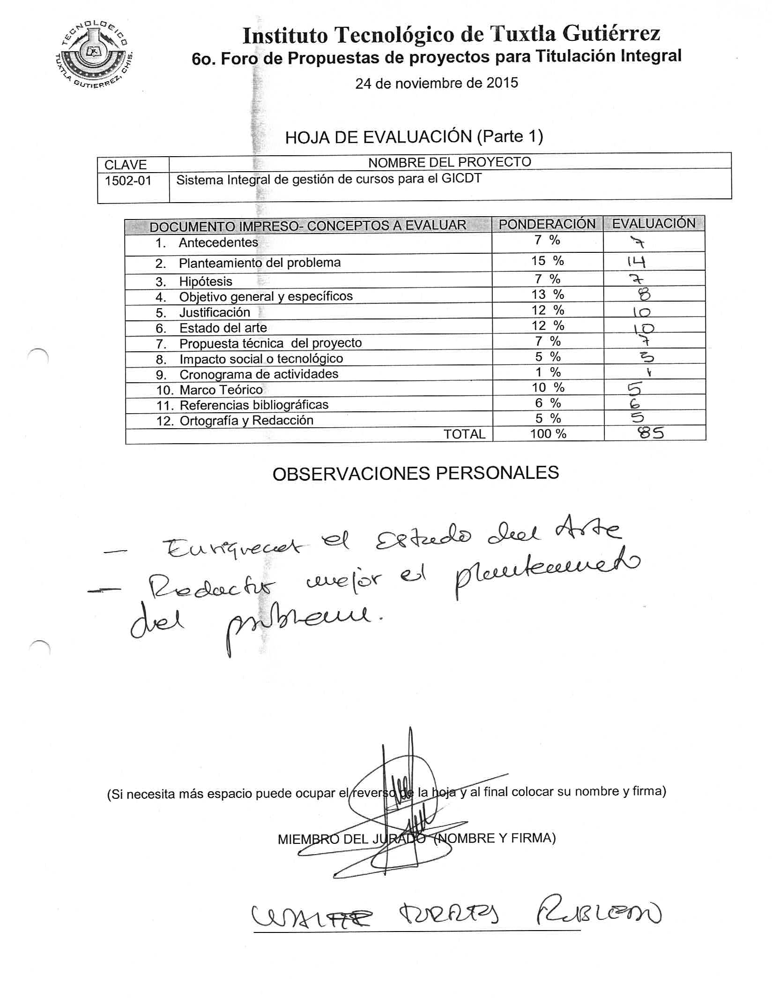 TECNOLOGICO
TUXTLA GUTIERREZ, CHIS.
Instituto Tecnológico de Tuxtla Gutiérrez
6o. Foro de Propuestas de proyectos para Titulación Integral
24 de noviembre de 2015
HOJA DE EVALUACIÓN (Parte 1)
CLAVE NOMBRE DEL PROYECTO
1502-01 Sistema Integral de gestión de cursos para el GICDT
DOCUMENTO IMPRESO- CONCEPTOS A EVALUAR PONDERACIÓN EVALUACIÓN
1. Antecedentes 7 % 7
2. Planteamiento del problema 15 % 14
3. Hipótesis 7 % 7
4. Objetivo general y específicos 13 % 8
5. Justificación 12 % 10
6. Estado del arte 12 % 10
7. Propuesta técnica del proyecto 7 % 7
8. Impacto social o tecnológico 5 % 5
9. Cronograma de actividades 1 % 1
10. Marco Teórico 10 % 5
11. Referencias bibliográficas 6 % 6
12. Ortografía y Redacción 5 % 5
TOTAL 100 % 85
OBSERVACIONES PERSONALES
— Enriquecer el Estado del Arte
— Redactar mejor el planteamiento
del problema.
(Si necesita más espacio puede ocupar el reverso de la hoja y al final colocar su nombre y firma)
MIEMBRO DEL JURADO (NOMBRE Y FIRMA)
WALTER TORRES ROBLEDO